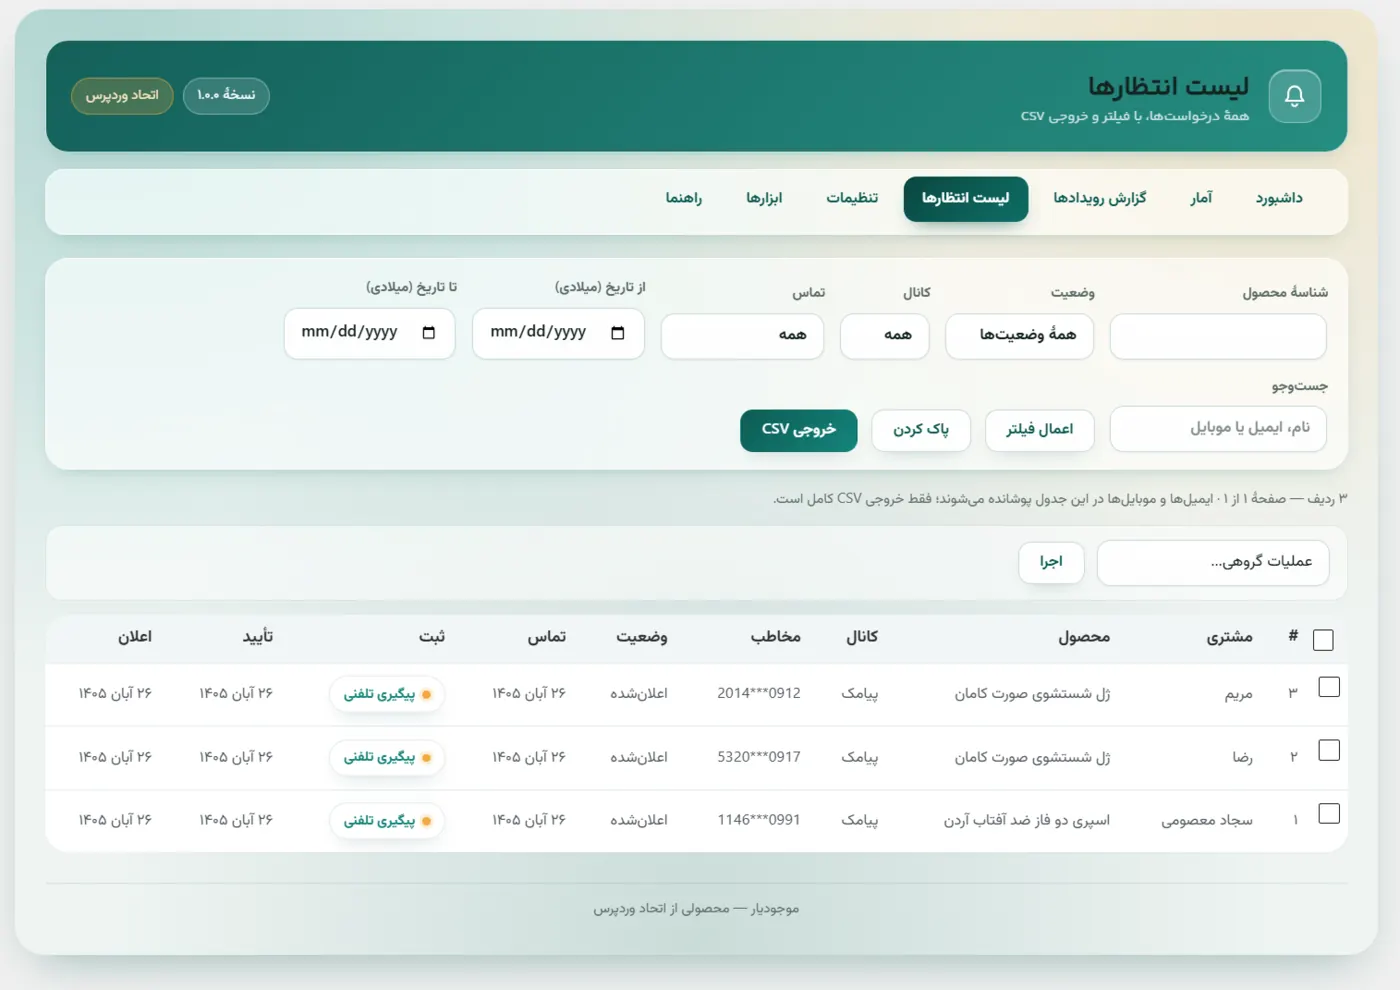 لیست انتظارها
همهٔ درخواست‌ها، با فیلتر و خروجی CSV
نسخهٔ ۱.۰.۰
اتحاد وردپرس
داشبورد آمار گزارش رویدادها لیست انتظارها تنظیمات ابزارها راهنما
شناسهٔ محصول وضعیت کانال تماس از تاریخ (میلادی) تا تاریخ (میلادی)
همهٔ وضعیت‌ها همه همه mm/dd/yyyy mm/dd/yyyy
جست‌وجو
نام، ایمیل یا موبایل اعمال فیلتر پاک کردن خروجی CSV
۳ ردیف — صفحهٔ ۱ از ۱ · ایمیل‌ها و موبایل‌ها در این جدول پوشانده می‌شوند؛ فقط خروجی CSV کامل است.
عملیات گروهی... اجرا
# مشتری محصول کانال مخاطب وضعیت تماس ثبت تأیید اعلان
۳ مریم ژل شستشوی صورت کامان پیامک 2014***0912 اعلان‌شده ۲۶ آبان ۱۴۰۵ پیگیری تلفنی ۲۶ آبان ۱۴۰۵ ۲۶ آبان ۱۴۰۵
۲ رضا ژل شستشوی صورت کامان پیامک 5320***0917 اعلان‌شده ۲۶ آبان ۱۴۰۵ پیگیری تلفنی ۲۶ آبان ۱۴۰۵ ۲۶ آبان ۱۴۰۵
۱ سجاد معصومی اسپری دو فاز ضد آفتاب آردن پیامک 1146***0991 اعلان‌شده ۲۶ آبان ۱۴۰۵ پیگیری تلفنی ۲۶ آبان ۱۴۰۵ ۲۶ آبان ۱۴۰۵
موجودیار — محصولی از اتحاد وردپرس